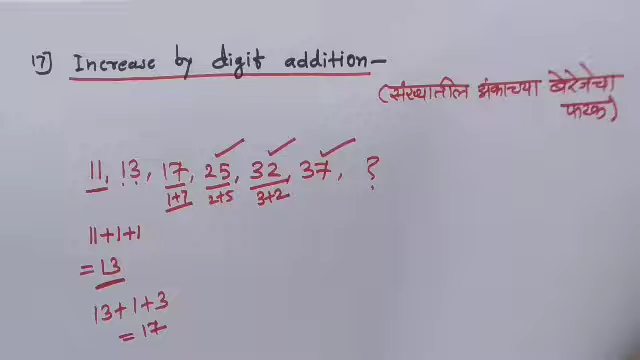 17] Increase by digit addition-
(संख्यातील अंकाच्या बेरेजेचा
फरक)
11, 13, 17, 25, 32, 37, ?
1+7 2+5 3+2
11+1+1
= 13
13+1+3
= 17